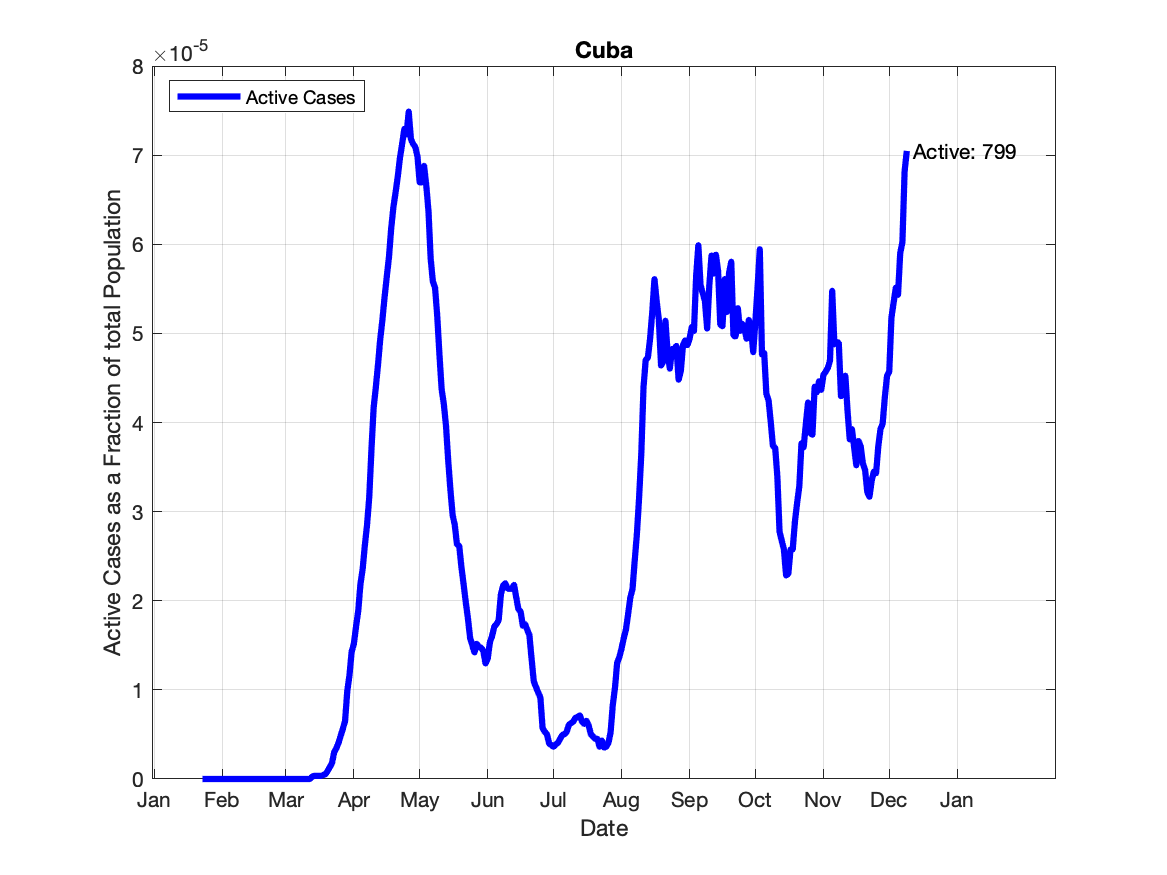 Cuba
×10-5
Active Cases
Active: 799
8
7
6
5
4
3
2
1
0
Active Cases as a Fraction of total Population
Jan Feb Mar Apr May Jun Jul Aug Sep Oct Nov Dec Jan
Date